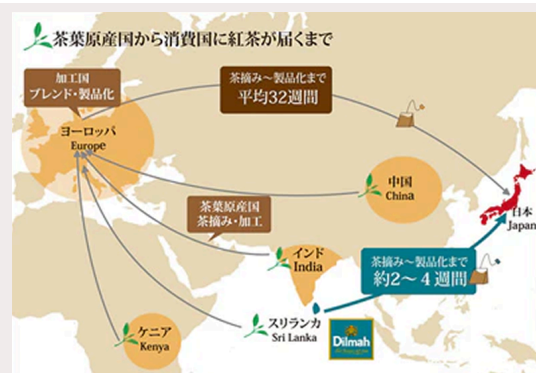 茶葉原産国から消費国に紅茶が届くまで
加工国
ブレンド・製品化
茶摘み〜製品化まで
平均32週間
ヨーロッパ
Europe
中国
China
日本
Japan
茶葉原産国
茶摘み・加工
インド
India
茶摘み〜製品化まで
約2〜4週間
スリランカ
Sri Lanka
Dilmah
ケニア
Kenya